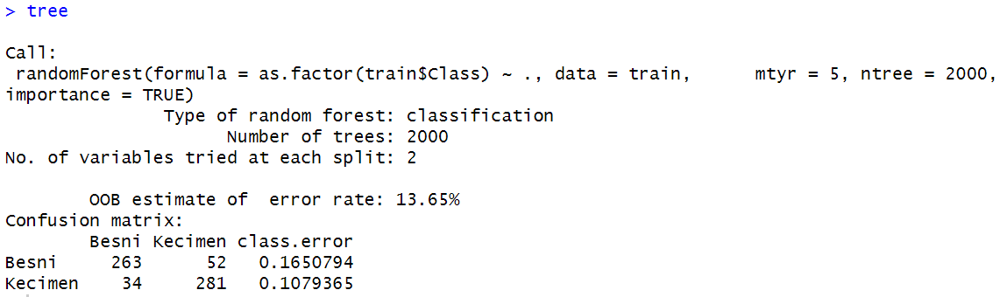 > tree
Call:
 randomForest(formula = as.factor(train$Class) ~ ., data = train,      mtyr = 5, ntree = 2000,
importance = TRUE)
               Type of random forest: classification
                     Number of trees: 2000
No. of variables tried at each split: 2
        OOB estimate of  error rate: 13.65%
Confusion matrix:
        Besni Kecimen class.error
Besni     263      52   0.1650794
Kecimen    34     281   0.1079365